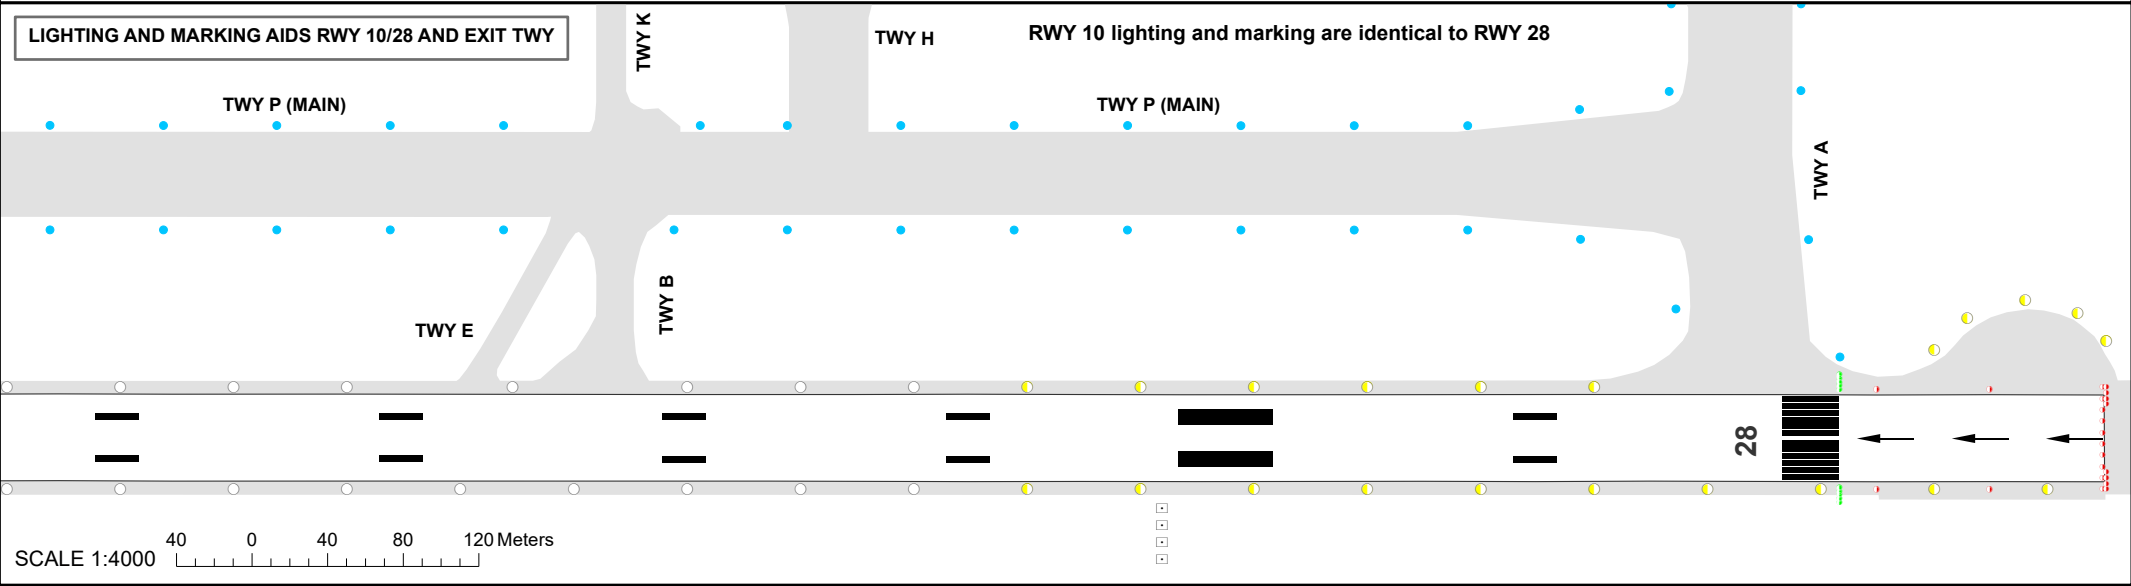 LIGHTING AND MARKING AIDS RWY 10/28 AND EXIT TWY
TWY K
TWY H
RWY 10 lighting and marking are identical to RWY 28
TWY P (MAIN)
TWY P (MAIN)
TWY A
TWY B
TWY E
28
SCALE 1:4000
40 0 40 80 120 Meters